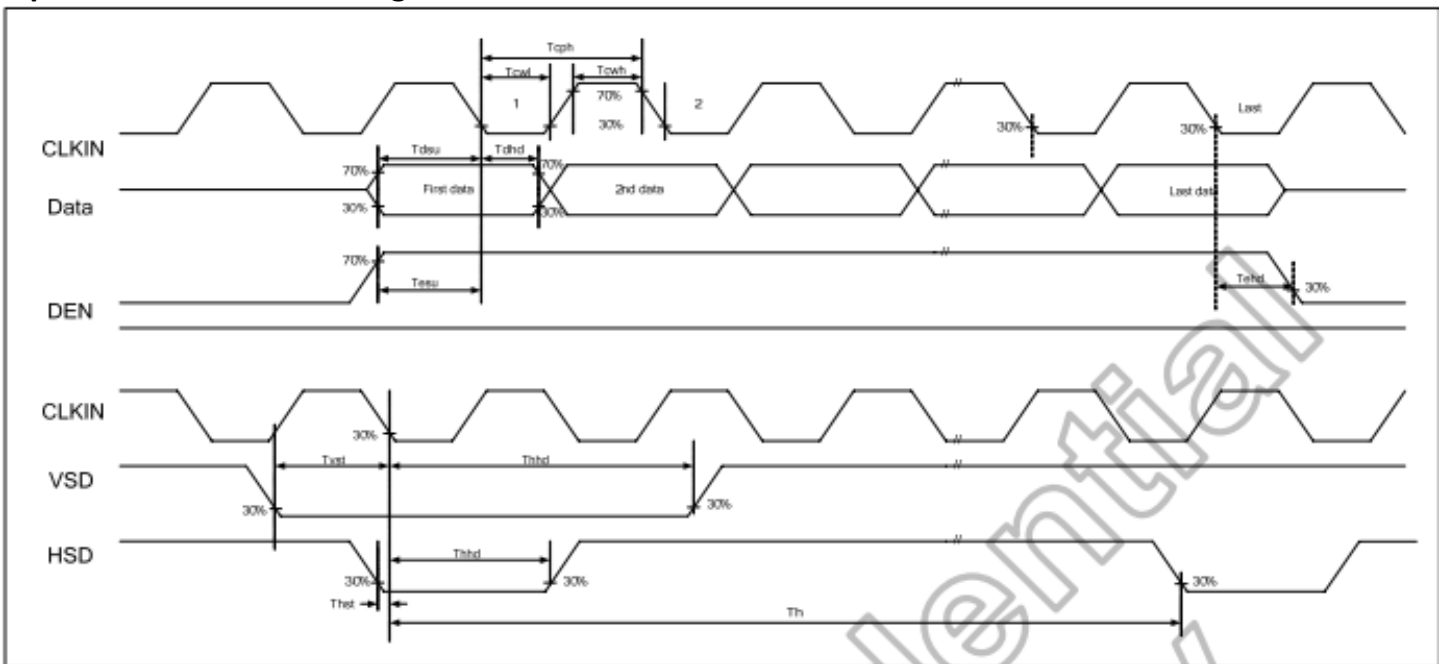 Tcph
Tcwl
Tcwh
1
70%
2
Last
30%
30%
30%
CLKIN
Tdsu
Tdhd
70%
70%
First data
2nd data
Last dat
Data
30%
30%
70%
Tesu
Tehd
30%
DEN
CLKIN
30%
Tvst
Thhd
VSD
30%
30%
HSD
Thhd
30%
30%
30%
Thst
Th
ential